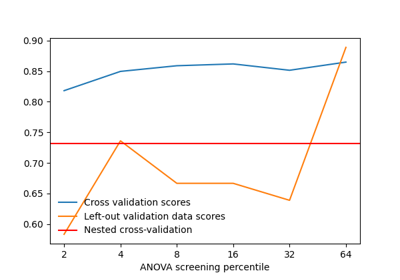 0.90
0.85
0.80
0.75
0.70
0.65
0.60
Cross validation scores
Left-out validation data scores
Nested cross-validation
2 4 8 16 32 64
ANOVA screening percentile